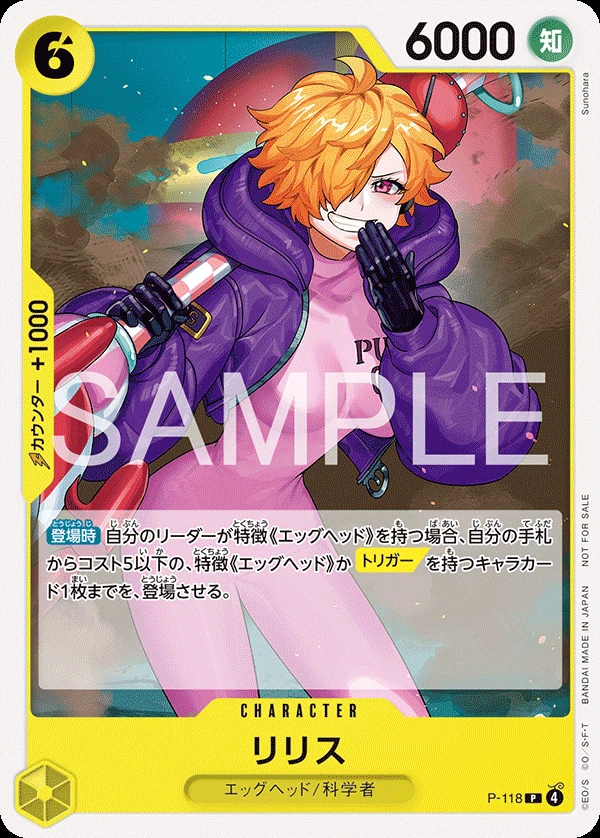 6
6000 知
Sunohara
カウンター +1000
PU
SAMPLE
登場時 自分のリーダーが特徴《エッグヘッド》を持つ場合、自分の手札
からコスト5以下の、特徴《エッグヘッド》か トリガー を持つキャラカー
ド1枚までを、登場させる。
CHARACTER
リリス
エッグヘッド/科学者
P-118 P 4
©E.O/S ©O/S・F・T BANDAI MADE IN JAPAN NOT FOR SALE